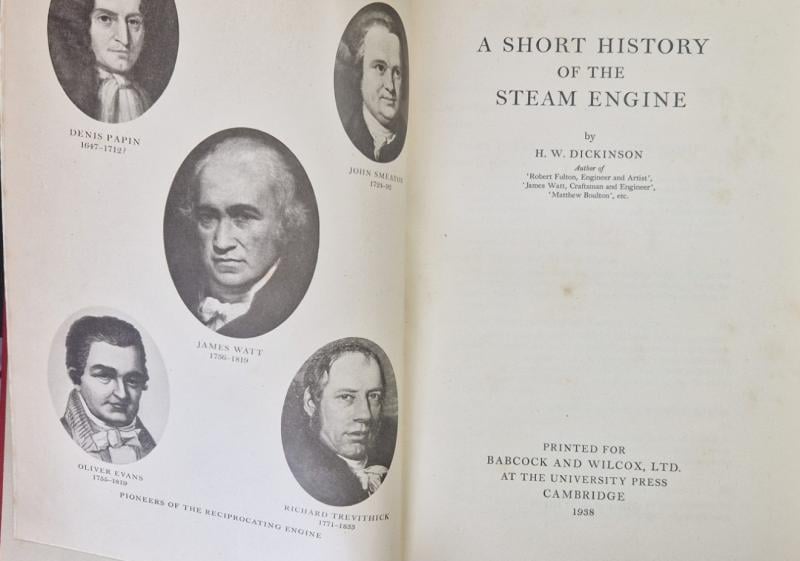 DENIS PAPIN
1647-1712?
JOHN SMEATON
1724-92
JAMES WATT
1736-1819
OLIVER EVANS
1755-1819
RICHARD TREVITHICK
1771-1833
PIONEERS OF THE RECIPROCATING ENGINE
A SHORT HISTORY
OF THE
STEAM ENGINE
by
H. W. DICKINSON
Author of
'Robert Fulton, Engineer and Artist',
'James Watt, Craftsman and Engineer',
'Matthew Boulton', etc.
PRINTED FOR
BABCOCK AND WILCOX, LTD.
AT THE UNIVERSITY PRESS
CAMBRIDGE
1938